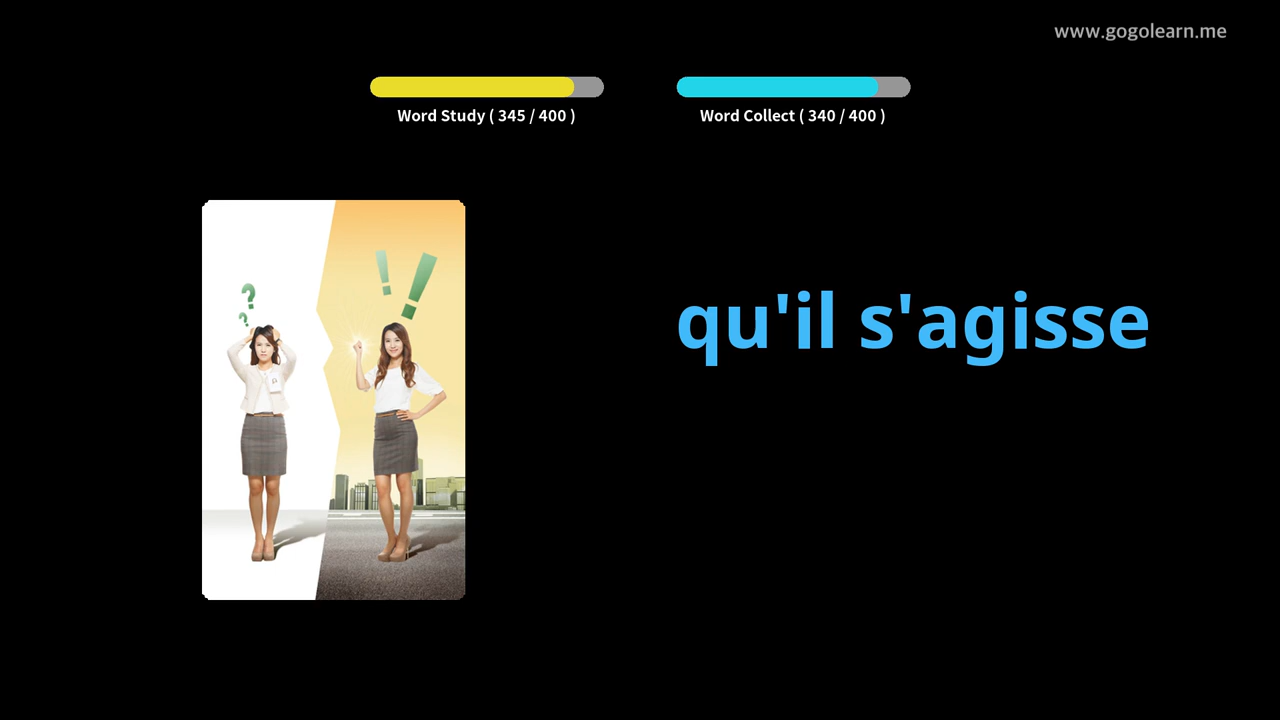 www.gogolearn.me
Word Study ( 345 / 400 )
Word Collect ( 340 / 400 )
? ? ! !
qu'il s'agisse